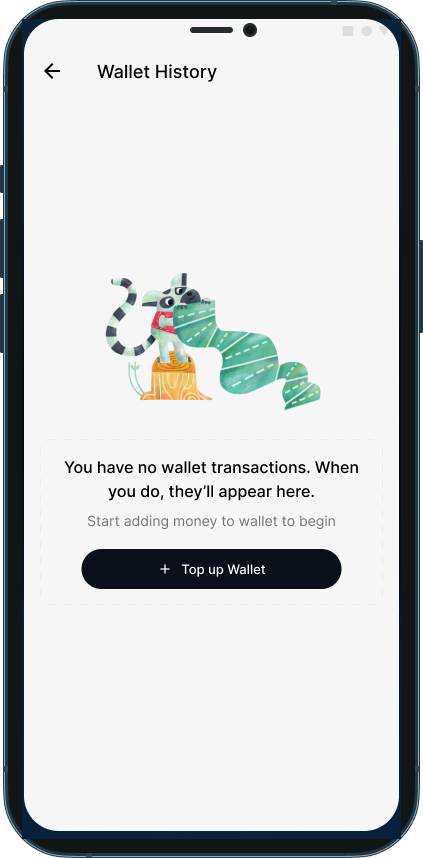 Wallet History
You have no wallet transactions. When
you do, they’ll appear here.
Start adding money to wallet to begin
+ Top up Wallet